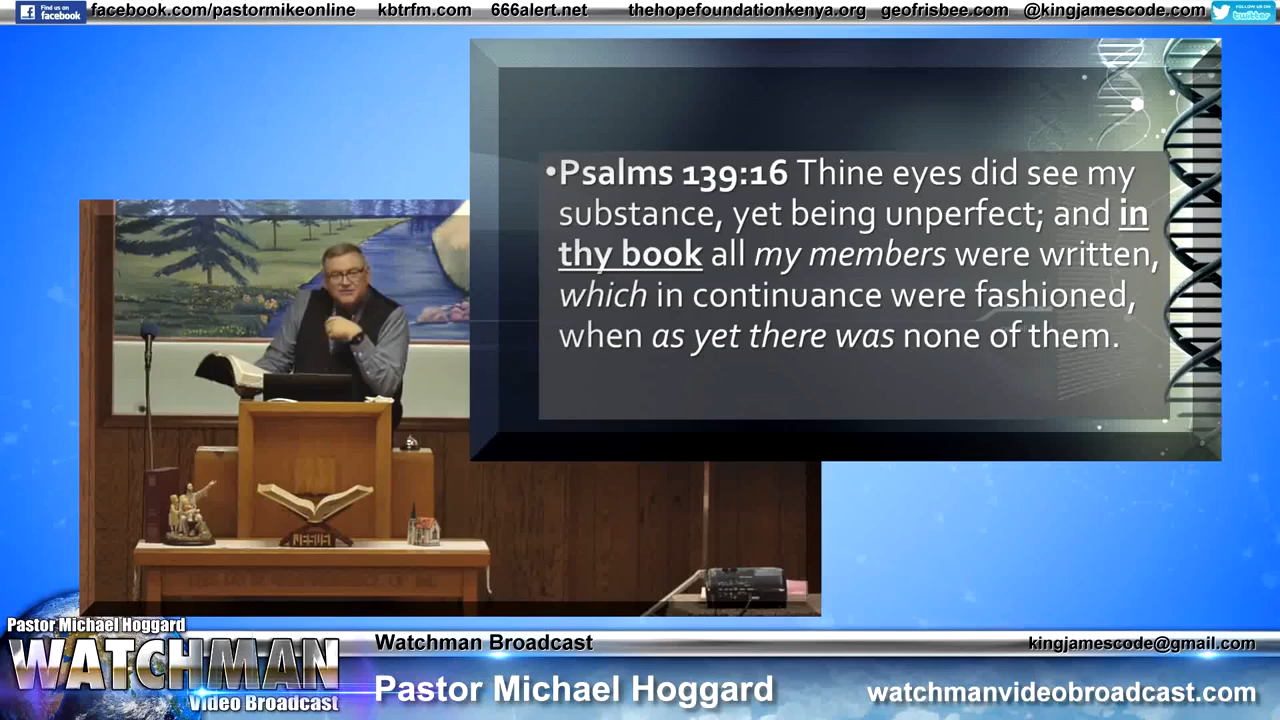 Find us on
facebook
facebook.com/pastormikeonline kbtrfm.com 666alert.net thehopefoundationkenya.org geofrisbee.com @kingjamescode.com
FOLLOW US ON
twitter
•Psalms 139:16 Thine eyes did see my
substance, yet being unperfect; and in
thy book all my members were written,
which in continuance were fashioned,
when as yet there was none of them.
JESUS
Pastor Michael Hoggard
WATCHMAN
Video Broadcast
Watchman Broadcast
kingjamescode@gmail.com
Pastor Michael Hoggard
watchmanvideobroadcast.com